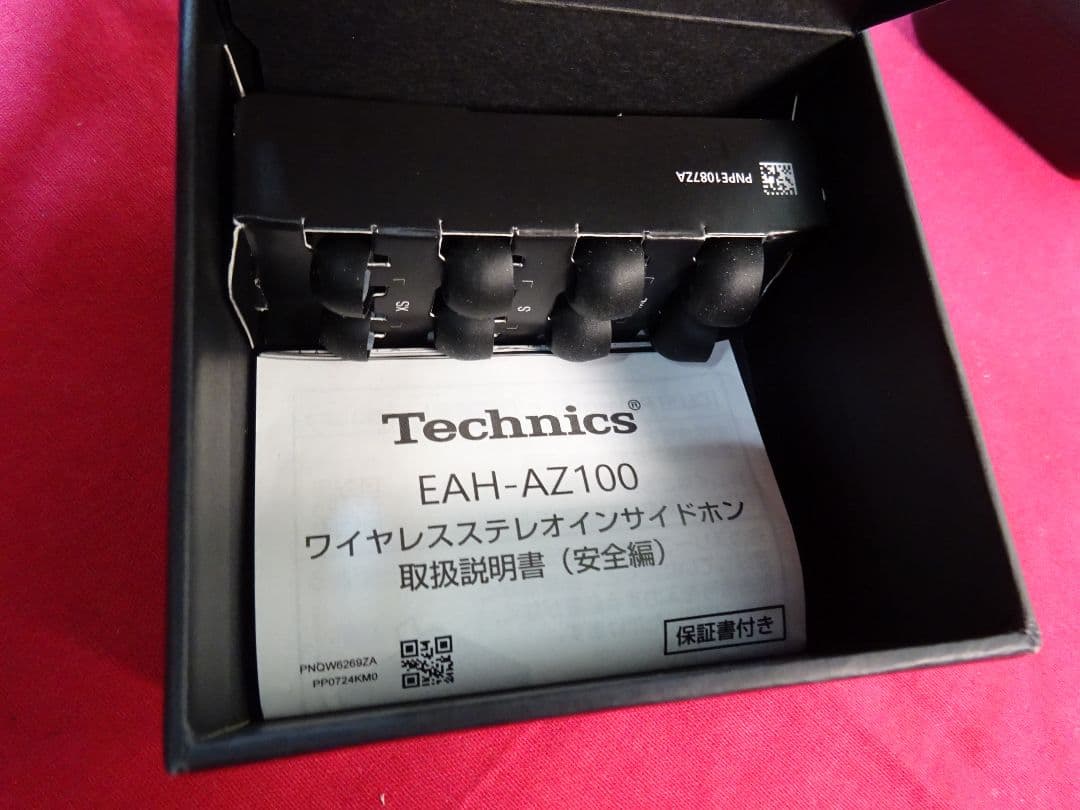 PNPE1087ZA
XS
S
Technics®
EAH-AZ100
ワイヤレスステレオインサイドホン
取扱説明書（安全編）
保証書付き
PNQW6269ZA
PP0724KM0